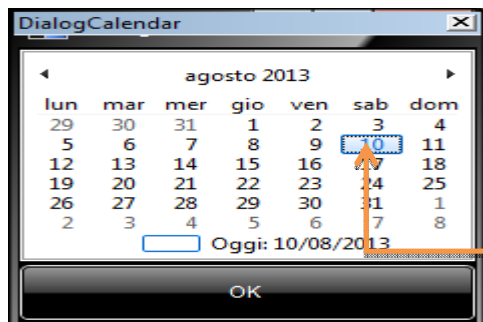 DialogCalendar
agosto 2013
lun mar mer gio ven sab dom
29 30 31 1 2 3 4
5 6 7 8 9 10 11
12 13 14 15 16 17 18
19 20 21 22 23 24 25
26 27 28 29 30 31 1
2 3 4 5 6 7 8
Oggi: 10/08/2013
OK